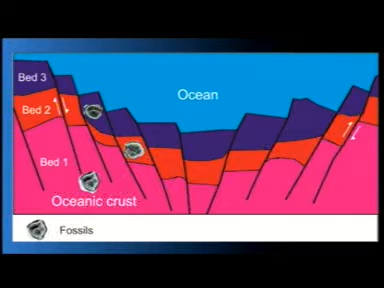 Bed 3
Ocean
Bed 2
Bed 1
Oceanic crust
Fossils